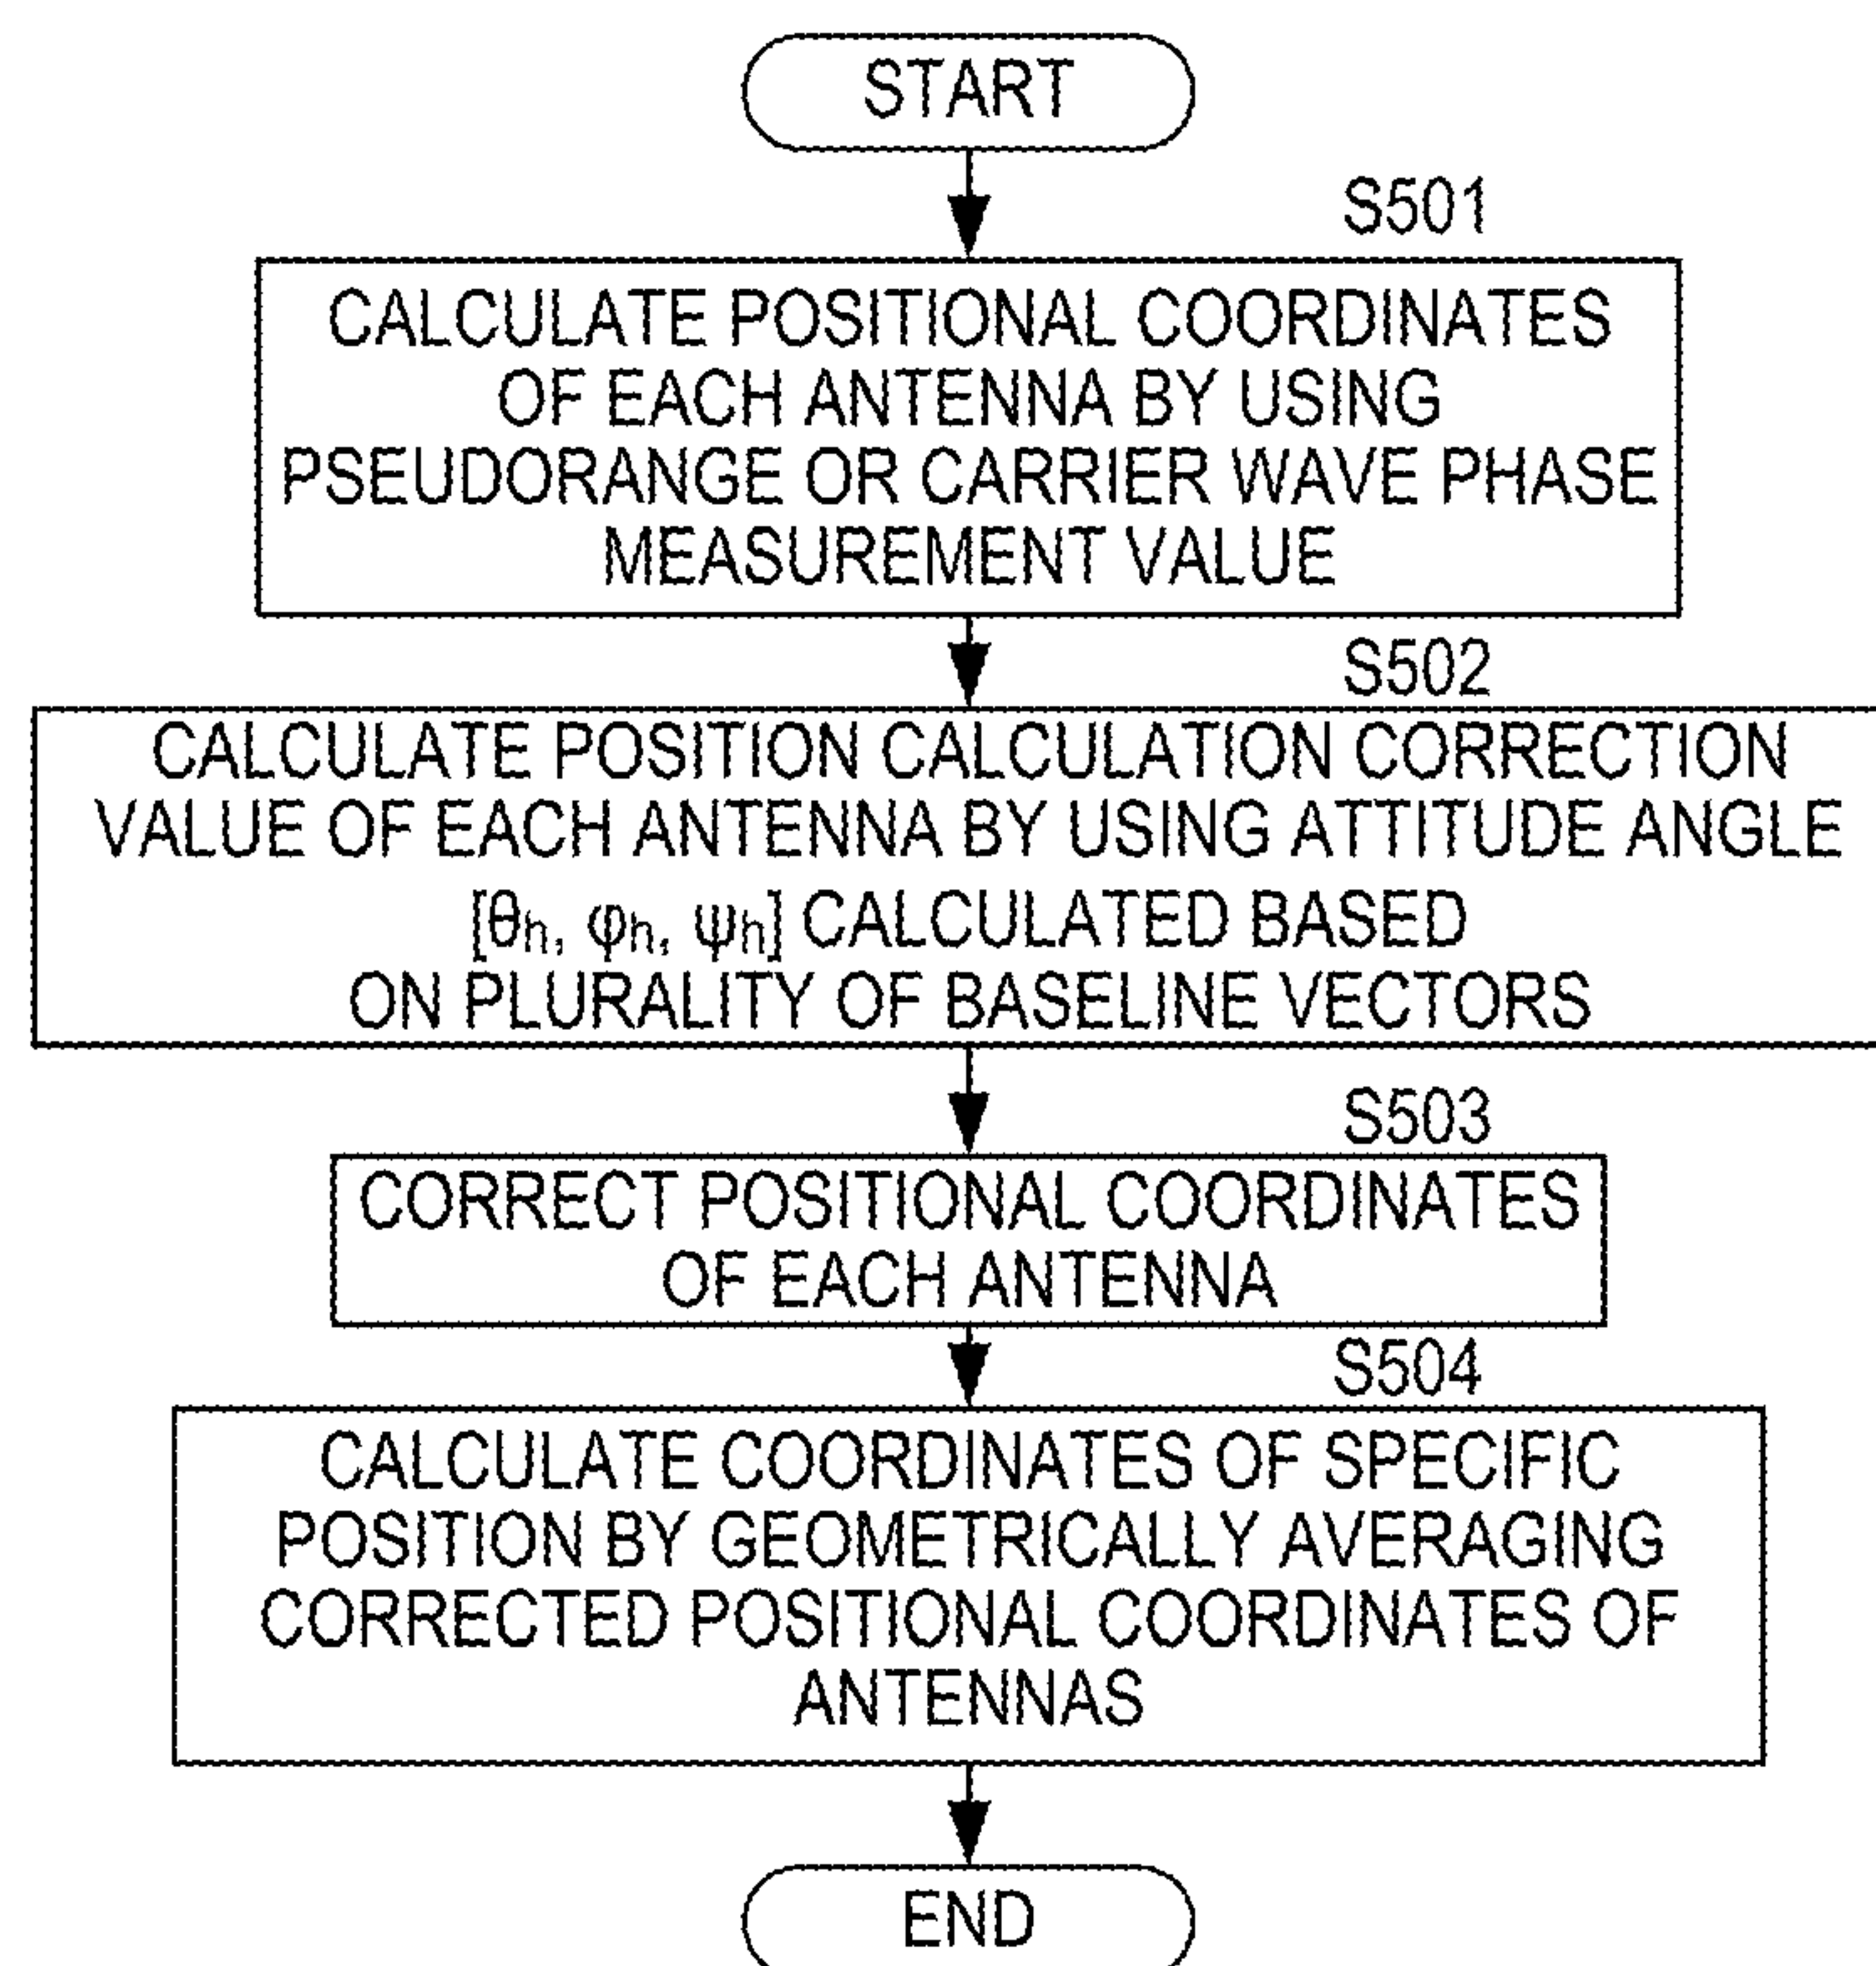 START
S501
CALCULATE POSITIONAL COORDINATES
OF EACH ANTENNA BY USING
PSEUDORANGE OR CARRIER WAVE PHASE
MEASUREMENT VALUE
S502
CALCULATE POSITION CALCULATION CORRECTION
VALUE OF EACH ANTENNA BY USING ATTITUDE ANGLE
[θh, φh, ψh] CALCULATED BASED
ON PLURALITY OF BASELINE VECTORS
S503
CORRECT POSITIONAL COORDINATES
OF EACH ANTENNA
S504
CALCULATE COORDINATES OF SPECIFIC
POSITION BY GEOMETRICALLY AVERAGING
CORRECTED POSITIONAL COORDINATES OF
ANTENNAS
END